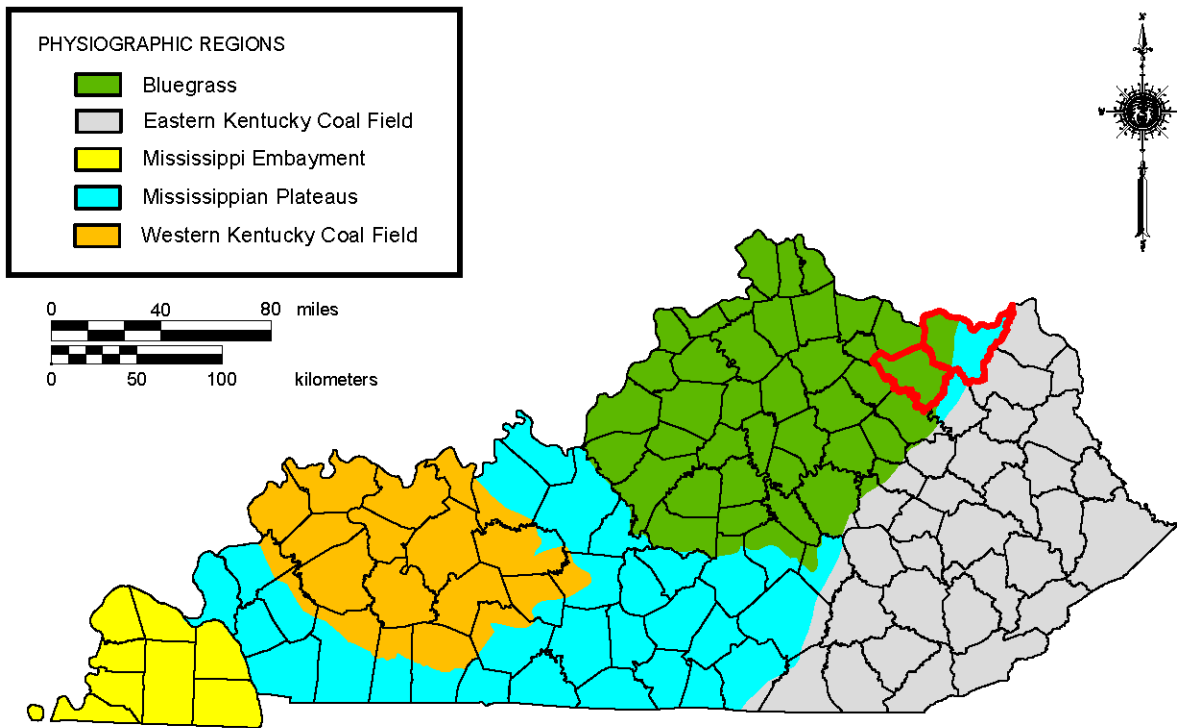 PHYSIOGRAPHIC REGIONS
Bluegrass
Eastern Kentucky Coal Field
Mississippi Embayment
Mississippian Plateaus
Western Kentucky Coal Field
0 40 80 miles
0 50 100 kilometers